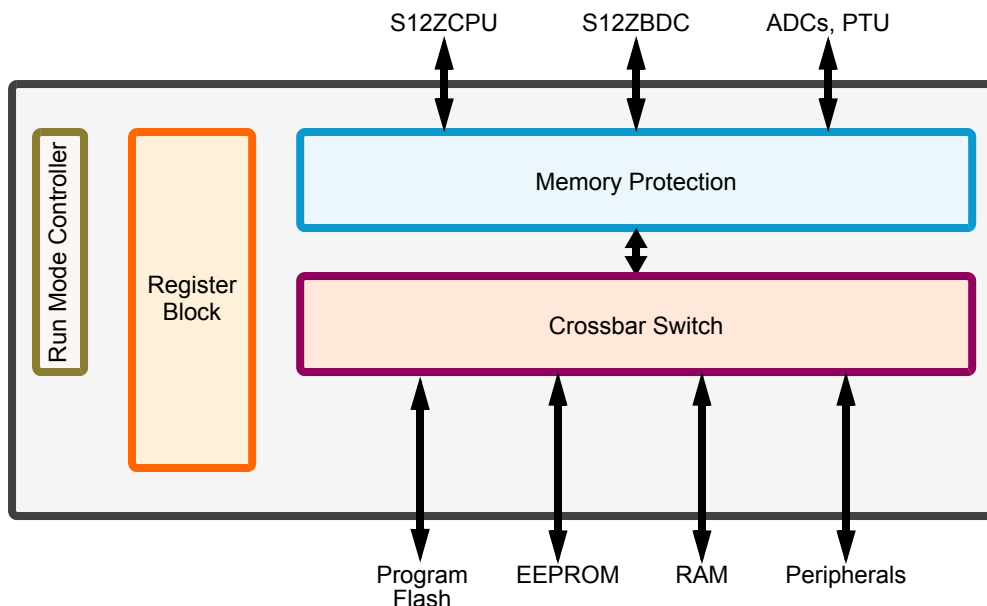 S12ZCPU
S12ZBDC
ADCs, PTU
Run Mode Controller
Register
Block
Memory Protection
Crossbar Switch
Program
Flash
EEPROM
RAM
Peripherals